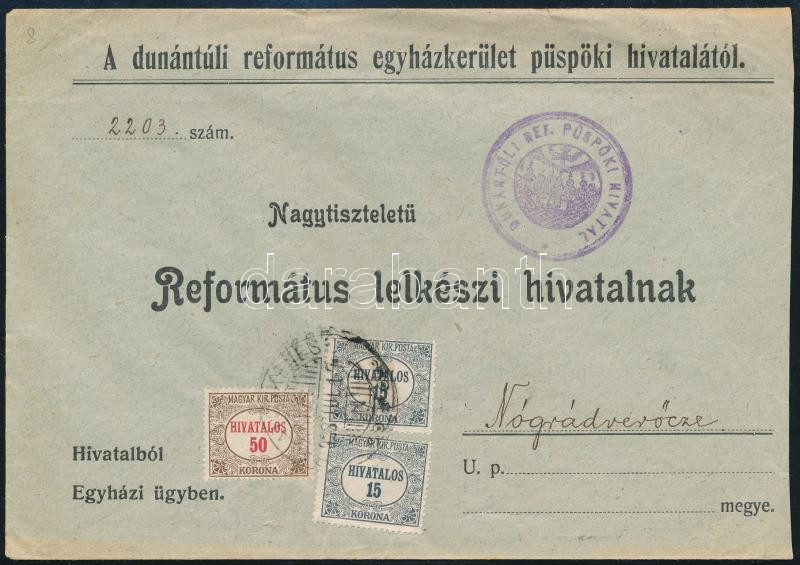 8
A dunántúli református egyházkerület püspöki hivatalától.
2203. szám.
DUNÁNTÚLI REF. PÜSPÖKI HIVATAL
Nagytiszteletü
Református lelkészi hivatalnak
darabanth
MAGYAR KIR. POSTA
HIVATALOS
15
KORONA
MAGYAR KIR. POSTA
HIVATALOS
50
KORONA
MAGYAR KIR. POSTA
HIVATALOS
15
KORONA
Nógrádverőcze
Hivatalból
U. p.
Egyházi ügyben.
megye.